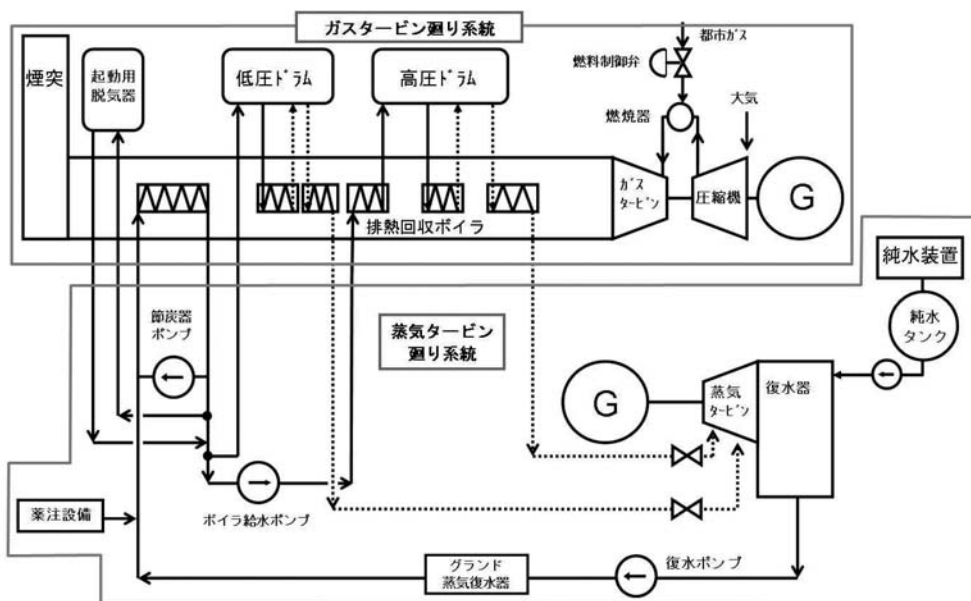 ガスタービン廻り系統
煙突
起動用
脱気器
低圧ﾄﾞﾗﾑ
高圧ﾄﾞﾗﾑ
都市ｶﾞｽ
燃料制御弁
大気
燃焼器
ｶﾞｽ
ﾀｰﾋﾞﾝ
圧縮機
G
排熱回収ボイラ
純水装置
純水
タンク
節炭器
ポンプ
蒸気タービン
廻り系統
G
蒸気
ﾀｰﾋﾞﾝ
復水器
薬注設備
ボイラ給水ポンプ
グランド
蒸気復水器
復水ポンプ